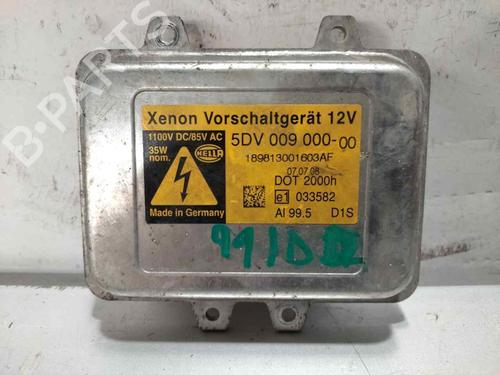 B-PARTS
Xenon Vorschaltgerät 12V
1100V DC/85V AC
35W
nom.
HELLA
5DV 009 000-00
189813001603AF
07.07.08
DOT 2000h
e1 033582
Made in Germany
AI 99.5 D1S